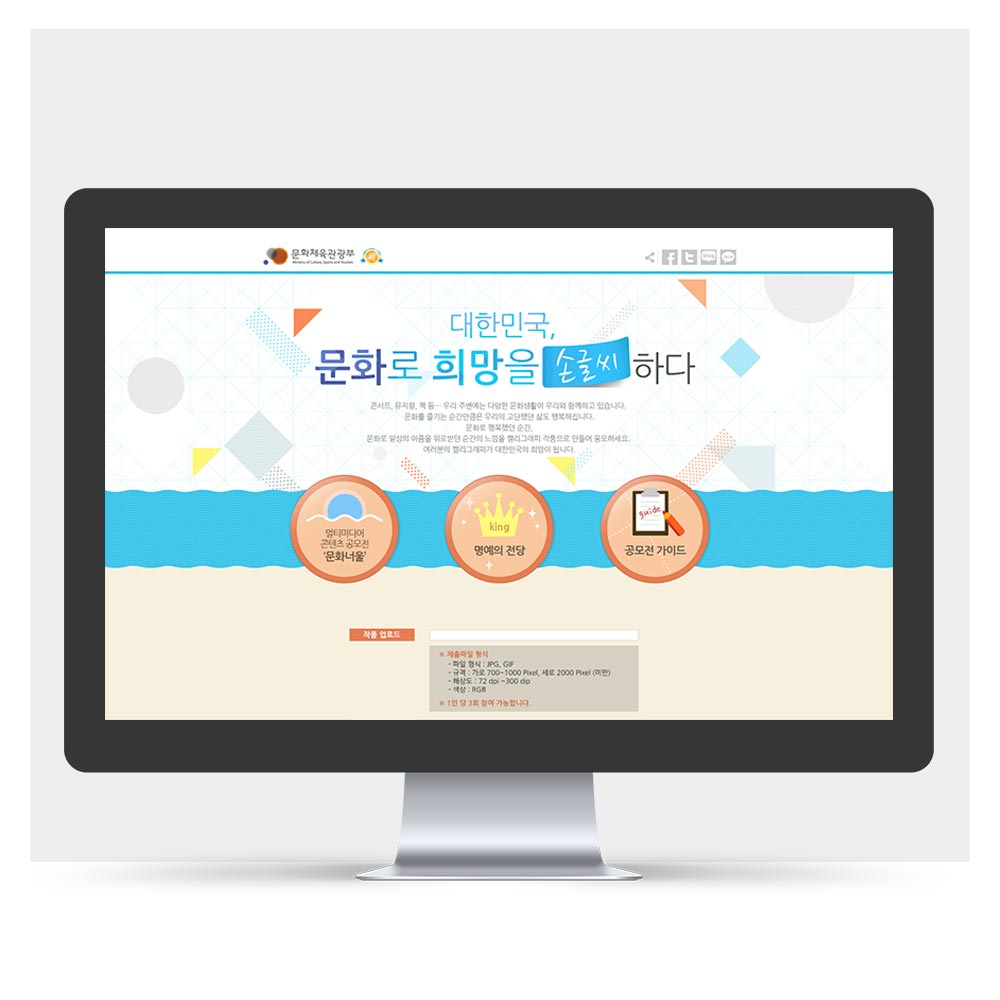 문화체육관광부
Ministry of Culture, Sports and Tourism
대한민국,
문화로 희망을 손글씨하다
콘서트, 뮤지컬, 책 등… 우리 주변에는 다양한 문화생활이 우리와 함께하고 있습니다.
문화를 즐기는 순간만큼은 우리의 고단했던 삶도 행복해집니다.
문화로 행복했던 순간,
문화로 일상의 아픔을 위로받던 순간의 느낌을 캘리그래피 작품으로 만들어 응모하세요.
여러분의 캘리그래피가 대한민국의 희망이 됩니다.
멀티미디어
콘텐츠 공모전
'문화너울'
king
명예의 전당
guide
공모전 가이드
작품 업로드
※ 제출파일 형식
- 파일 형식 : JPG, GIF
- 규격 : 가로 700~1000 Pixel, 세로 2000 Pixel (미만)
- 해상도 : 72 dpi ~300 dip
- 색상 : RGB
※ 1인 당 3회 참여 가능합니다.